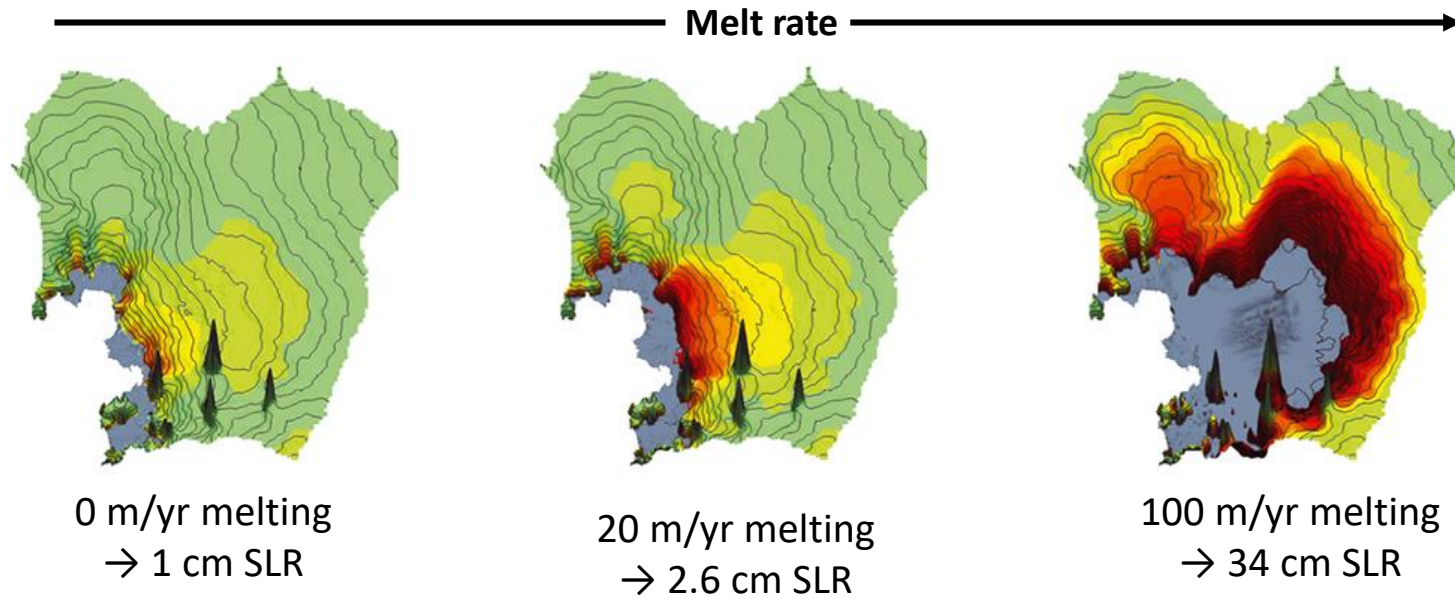 Melt rate
0 m/yr melting
→ 1 cm SLR
20 m/yr melting
→ 2.6 cm SLR
100 m/yr melting
→ 34 cm SLR